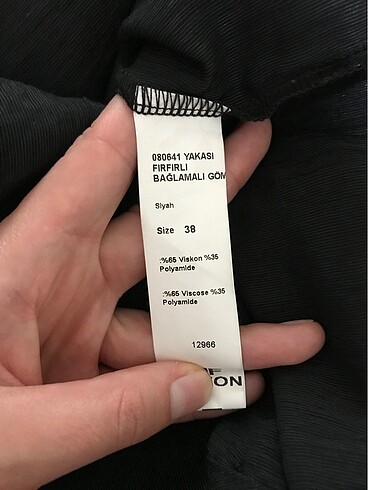 080641 YAKASI
FIRFIRLI
BAĞLAMALI GÖM
Siyah
Size 38
:%65 Viskon %35
Polyamide
:%65 Viscose %35
Polyamide
12966